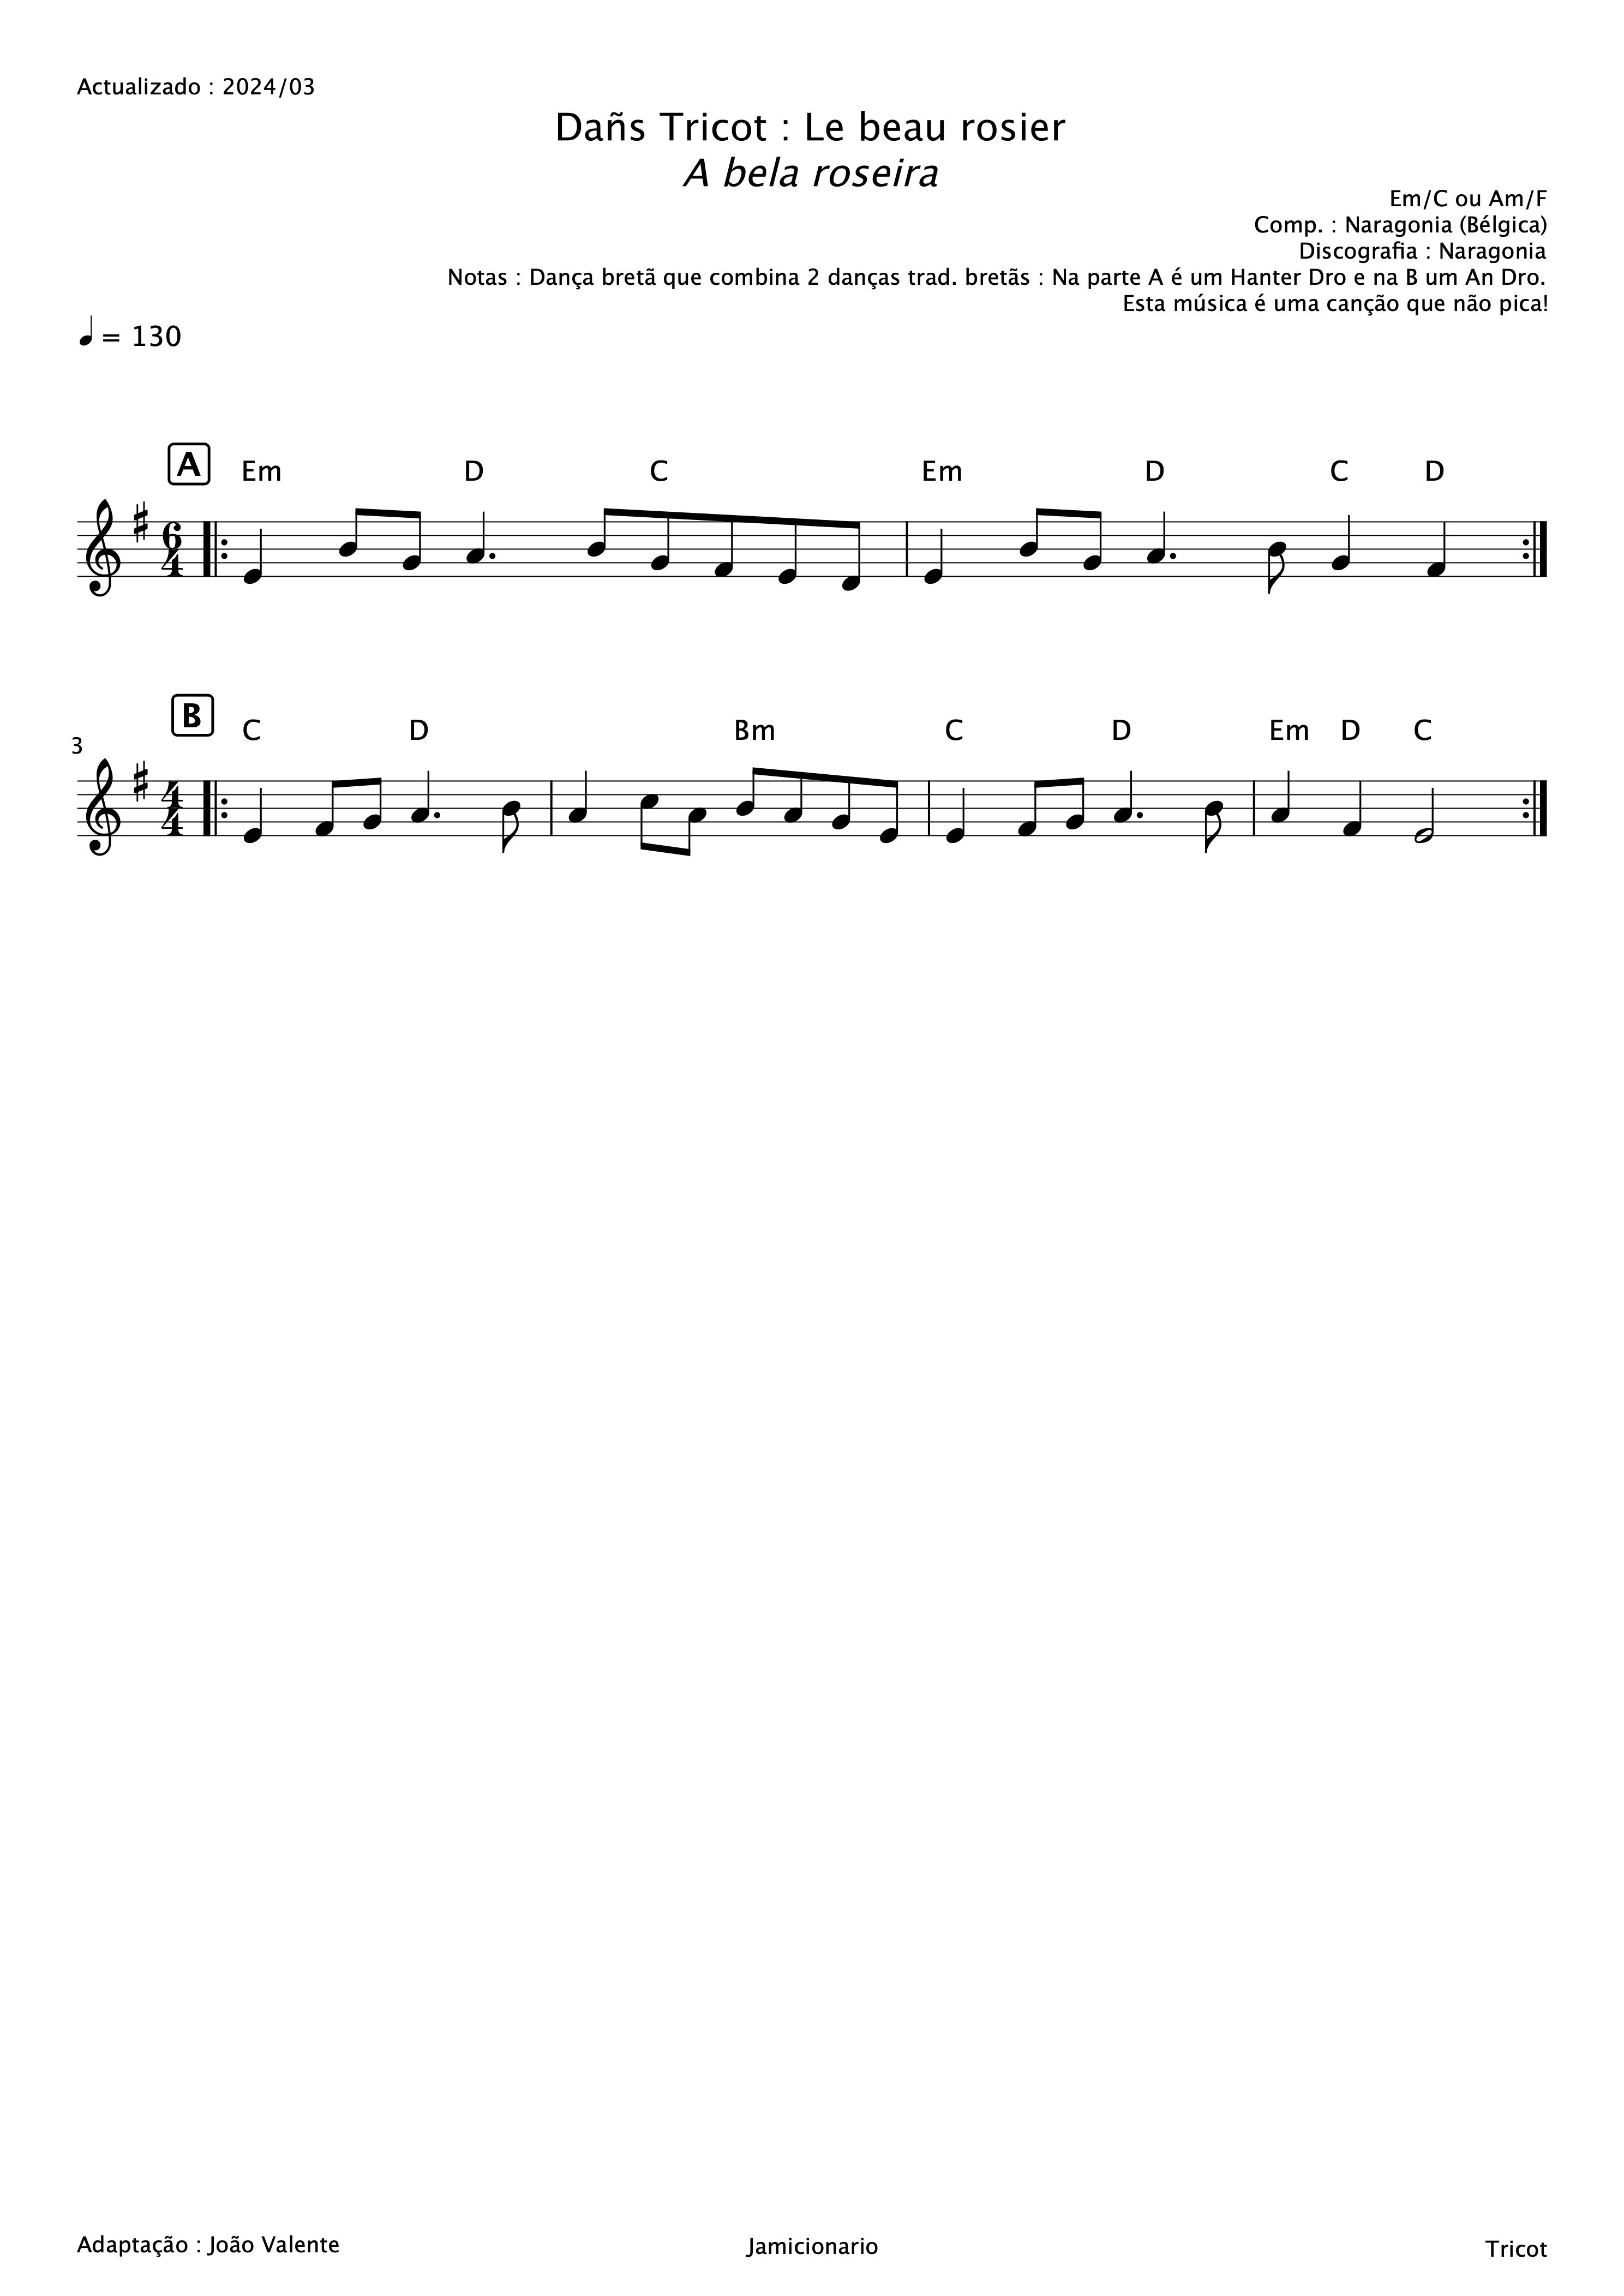 Actualizado : 2024/03
Dañs Tricot : Le beau rosier
A bela roseira
Em/C ou Am/F
Comp. : Naragonia (Bélgica)
Discografia : Naragonia
Notas : Dança bretã que combina 2 danças trad. bretãs : Na parte A é um Hanter Dro e na B um An Dro.
Esta música é uma canção que não pica!
♩ = 130
A Em D C Em D C D
6
4
B C D Bm C D Em D C
3
4
4
Adaptação : João Valente Jamicionario Tricot